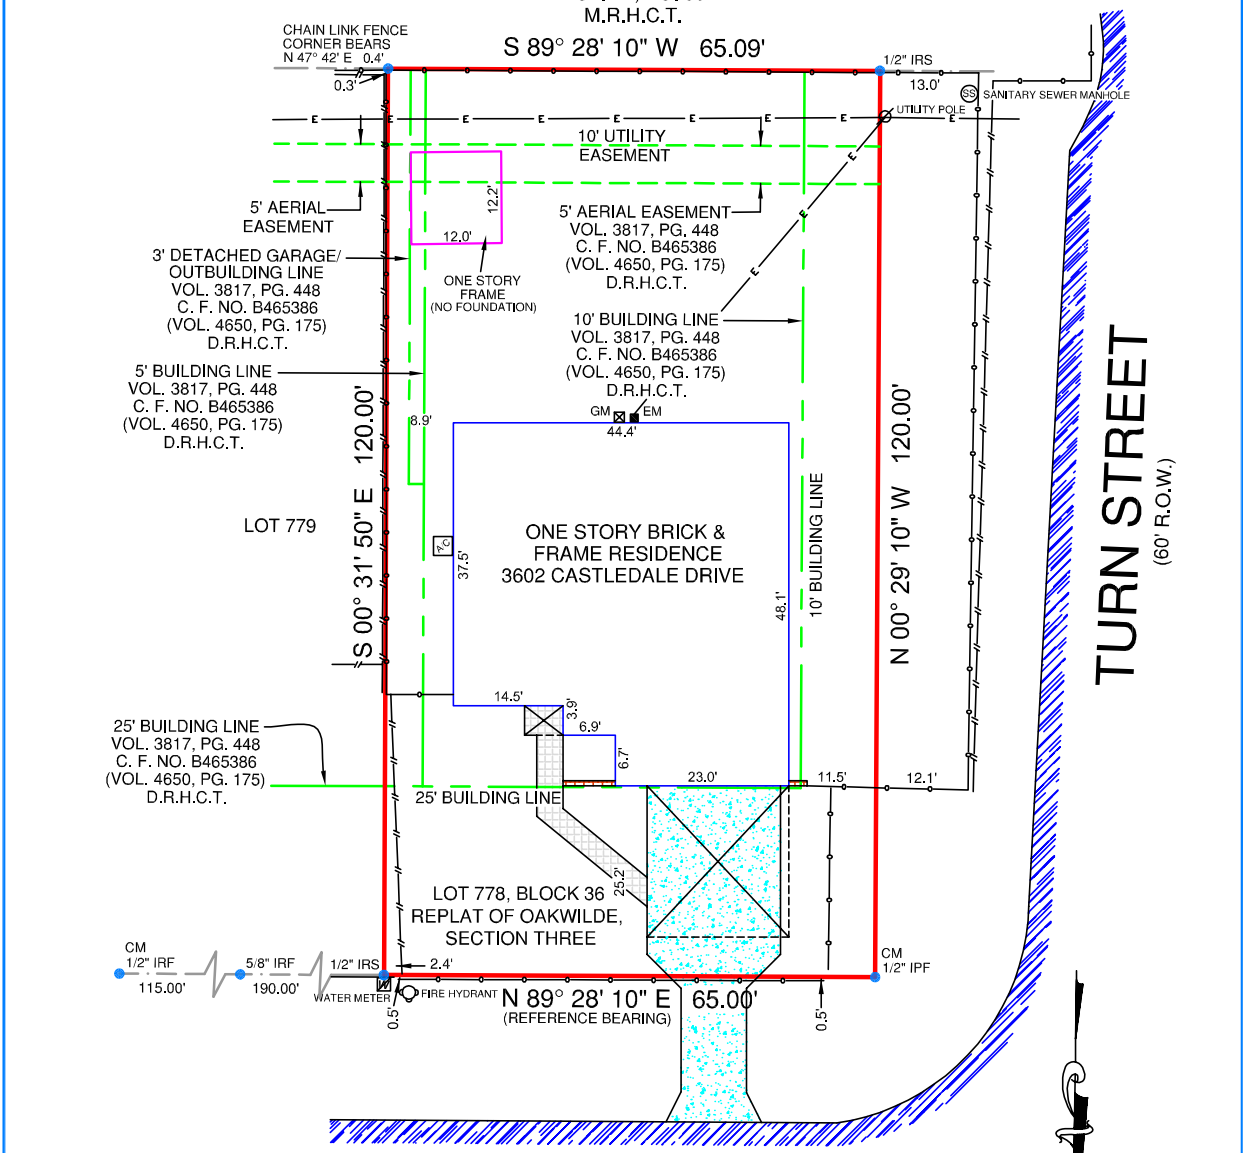 M.R.H.C.T.
S 89° 28' 10" W 65.09'
CHAIN LINK FENCE
CORNER BEARS
N 47° 42' E 0.4'
0.3'
1/2" IRS
13.0'
SS
SANITARY SEWER MANHOLE
UTILITY POLE
E E E E E E E E
10' UTILITY
EASEMENT
E
E
E
5' AERIAL
EASEMENT
12.2'
12.0'
5' AERIAL EASEMENT
VOL. 3817, PG. 448
C. F. NO. B465386
(VOL. 4650, PG. 175)
D.R.H.C.T.
3' DETACHED GARAGE/
OUTBUILDING LINE
VOL. 3817, PG. 448
C. F. NO. B465386
(VOL. 4650, PG. 175)
D.R.H.C.T.
ONE STORY
FRAME
(NO FOUNDATION)
10' BUILDING LINE
VOL. 3817, PG. 448
C. F. NO. B465386
(VOL. 4650, PG. 175)
D.R.H.C.T.
5' BUILDING LINE
VOL. 3817, PG. 448
C. F. NO. B465386
(VOL. 4650, PG. 175)
D.R.H.C.T.
8.9'
GM
EM
44.4'
S 00° 31' 50" E 120.00'
N 00° 29' 10" W 120.00'
TURN STREET
(60' R.O.W.)
LOT 779
A/C
37.5'
ONE STORY BRICK &
FRAME RESIDENCE
3602 CASTLEDALE DRIVE
48.1'
10' BUILDING LINE
14.5'
3.9'
6.9'
6.7'
25' BUILDING LINE
VOL. 3817, PG. 448
C. F. NO. B465386
(VOL. 4650, PG. 175)
D.R.H.C.T.
23.0'
11.5'
12.1'
25' BUILDING LINE
25.2'
LOT 778, BLOCK 36
REPLAT OF OAKWILDE,
SECTION THREE
CM
1/2" IRF
115.00'
5/8" IRF
190.00'
1/2" IRS
2.4'
CM
1/2" IPF
W
WATER METER
FIRE HYDRANT
0.5'
N 89° 28' 10" E 65.00'
(REFERENCE BEARING)
0.5'